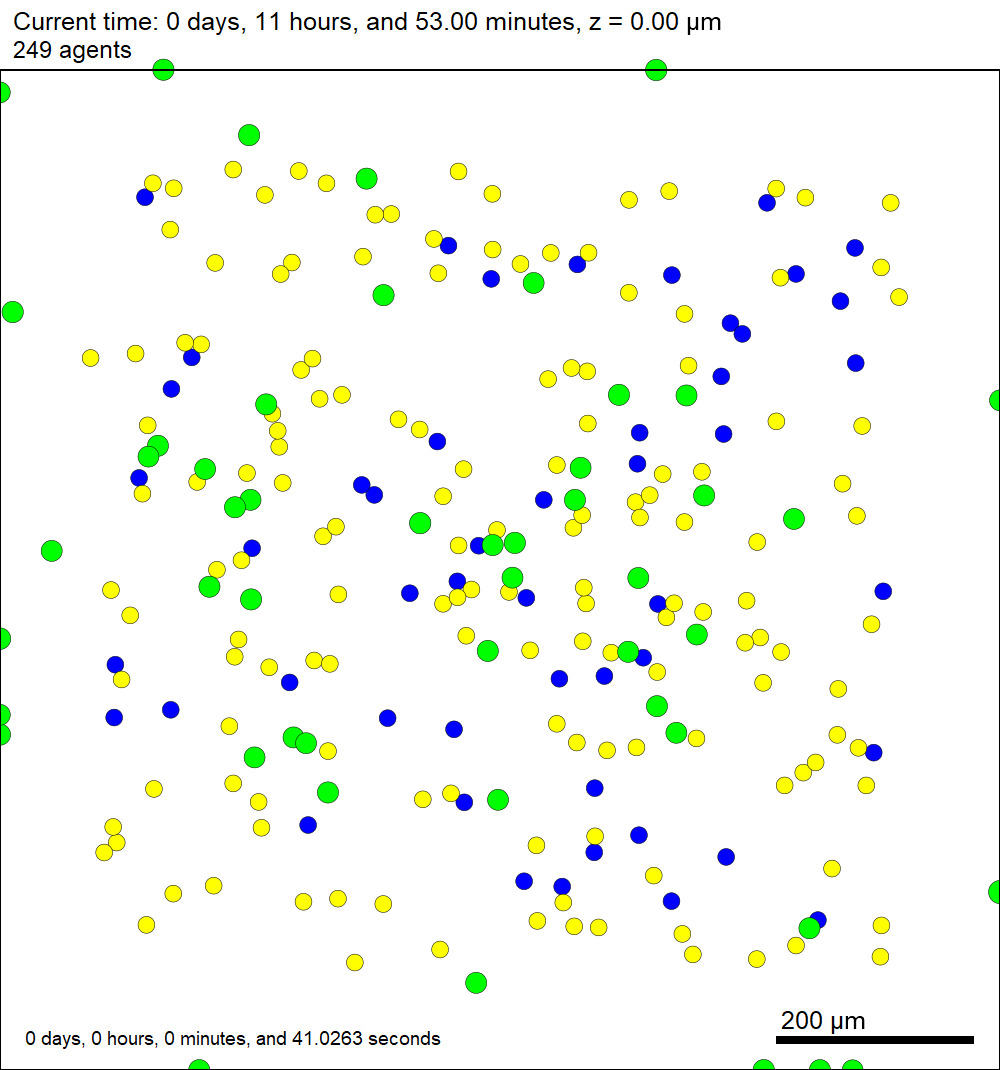 Current time: 0 days, 11 hours, and 53.00 minutes, z = 0.00 µm
249 agents
200 µm
0 days, 0 hours, 0 minutes, and 41.0263 seconds